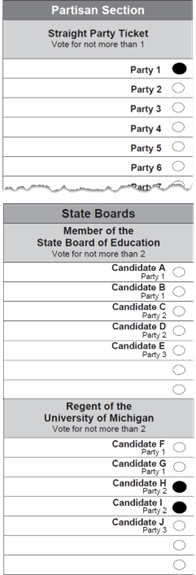 Partisan Section
Straight Party Ticket
Vote for not more than 1
Party 1
Party 2
Party 3
Party 4
Party 5
Party 6
Party 7
State Boards
Member of the
State Board of Education
Vote for not more than 2
Candidate A
Party 1
Candidate B
Party 1
Candidate C
Party 2
Candidate D
Party 2
Candidate E
Party 3
Regent of the
University of Michigan
Vote for not more than 2
Candidate F
Party 1
Candidate G
Party 1
Candidate H
Party 2
Candidate I
Party 2
Candidate J
Party 3